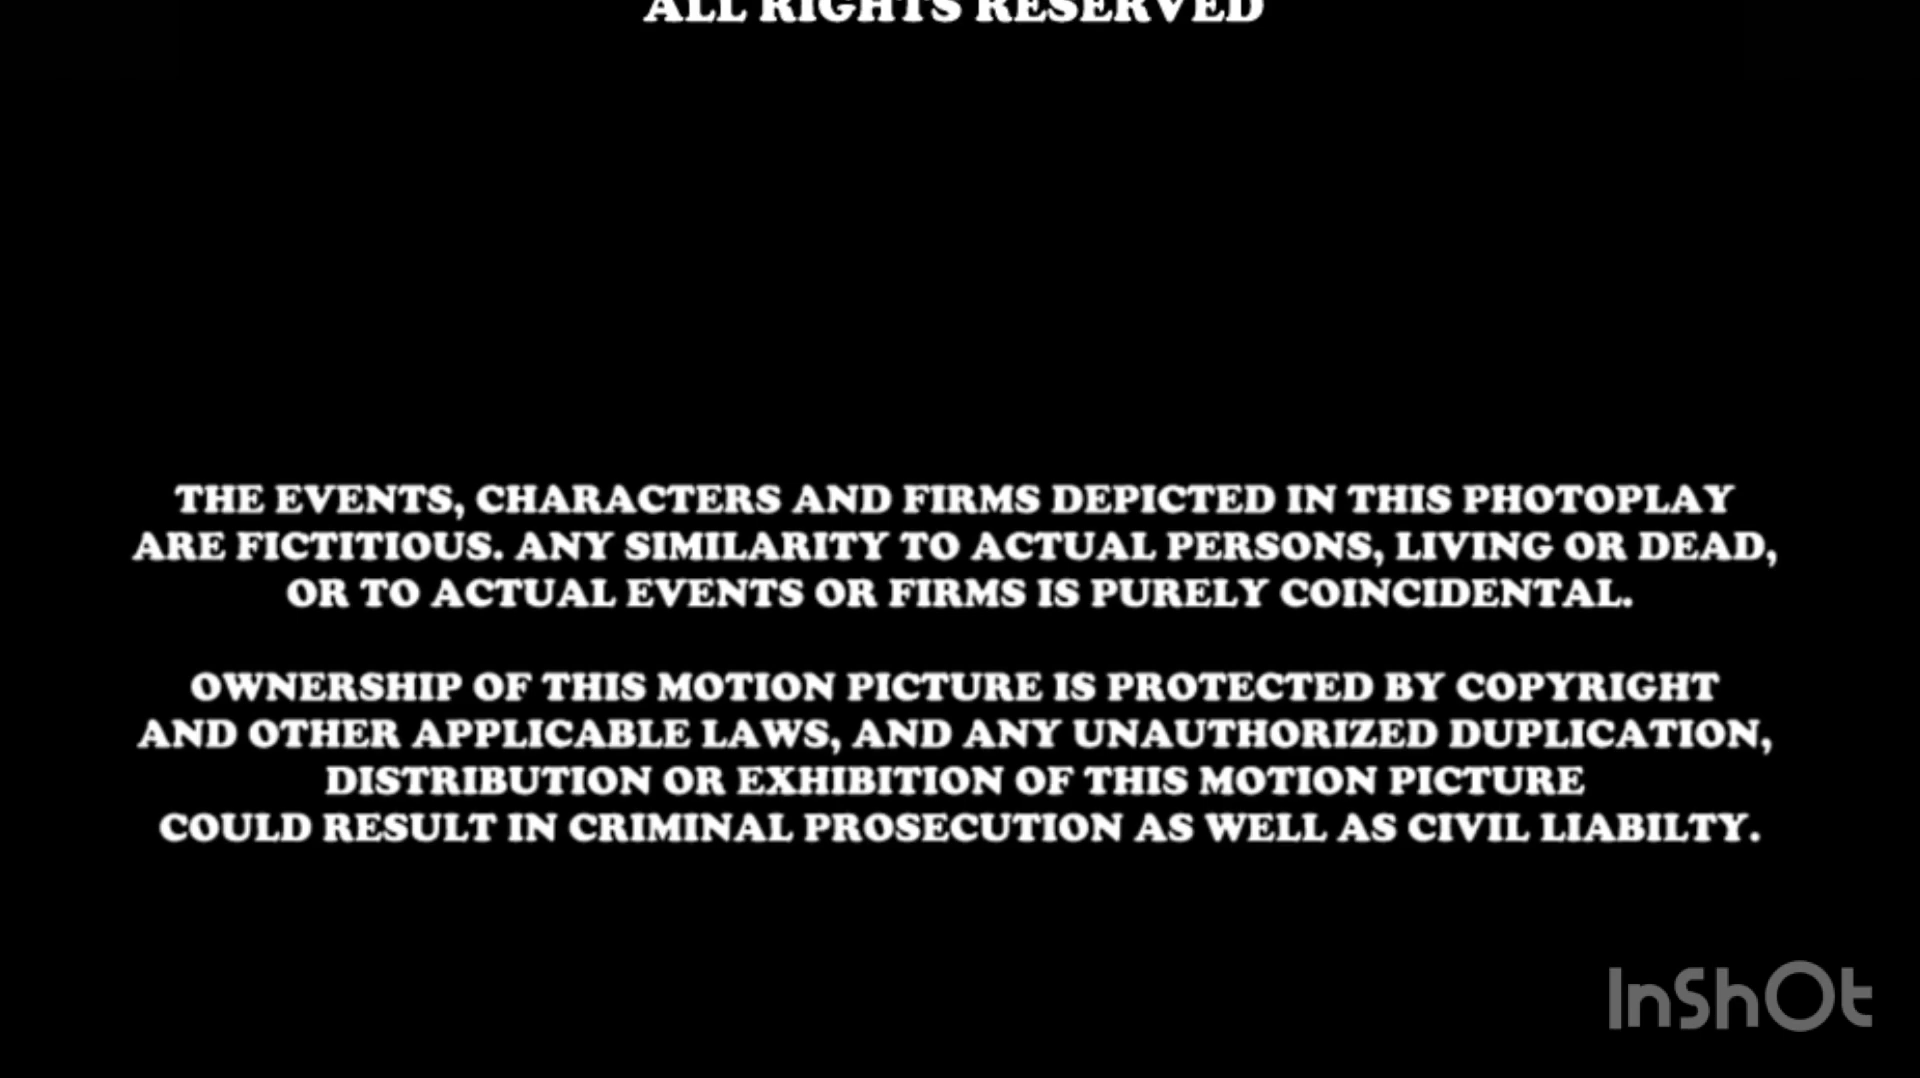 ALL RIGHTS RESERVED
THE EVENTS, CHARACTERS AND FIRMS DEPICTED IN THIS PHOTOPLAY
ARE FICTITIOUS. ANY SIMILARITY TO ACTUAL PERSONS, LIVING OR DEAD,
OR TO ACTUAL EVENTS OR FIRMS IS PURELY COINCIDENTAL.
OWNERSHIP OF THIS MOTION PICTURE IS PROTECTED BY COPYRIGHT
AND OTHER APPLICABLE LAWS, AND ANY UNAUTHORIZED DUPLICATION,
DISTRIBUTION OR EXHIBITION OF THIS MOTION PICTURE
COULD RESULT IN CRIMINAL PROSECUTION AS WELL AS CIVIL LIABILTY.
InShOt